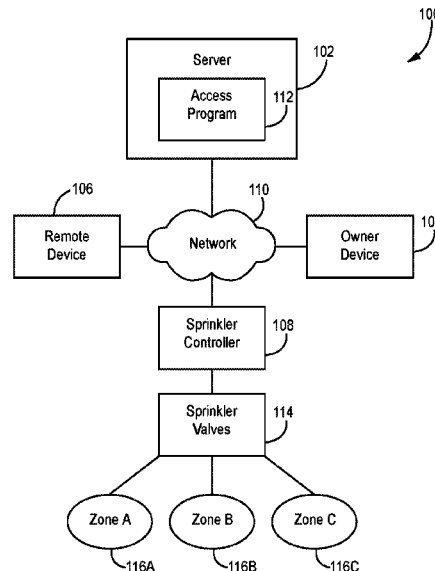 100
Server
102
Access
Program
112
106
110
Remote
Device
Network
Owner
Device
10
Sprinkler
Controller
108
Sprinkler
Valves
114
Zone A
Zone B
Zone C
116A
116B
116C